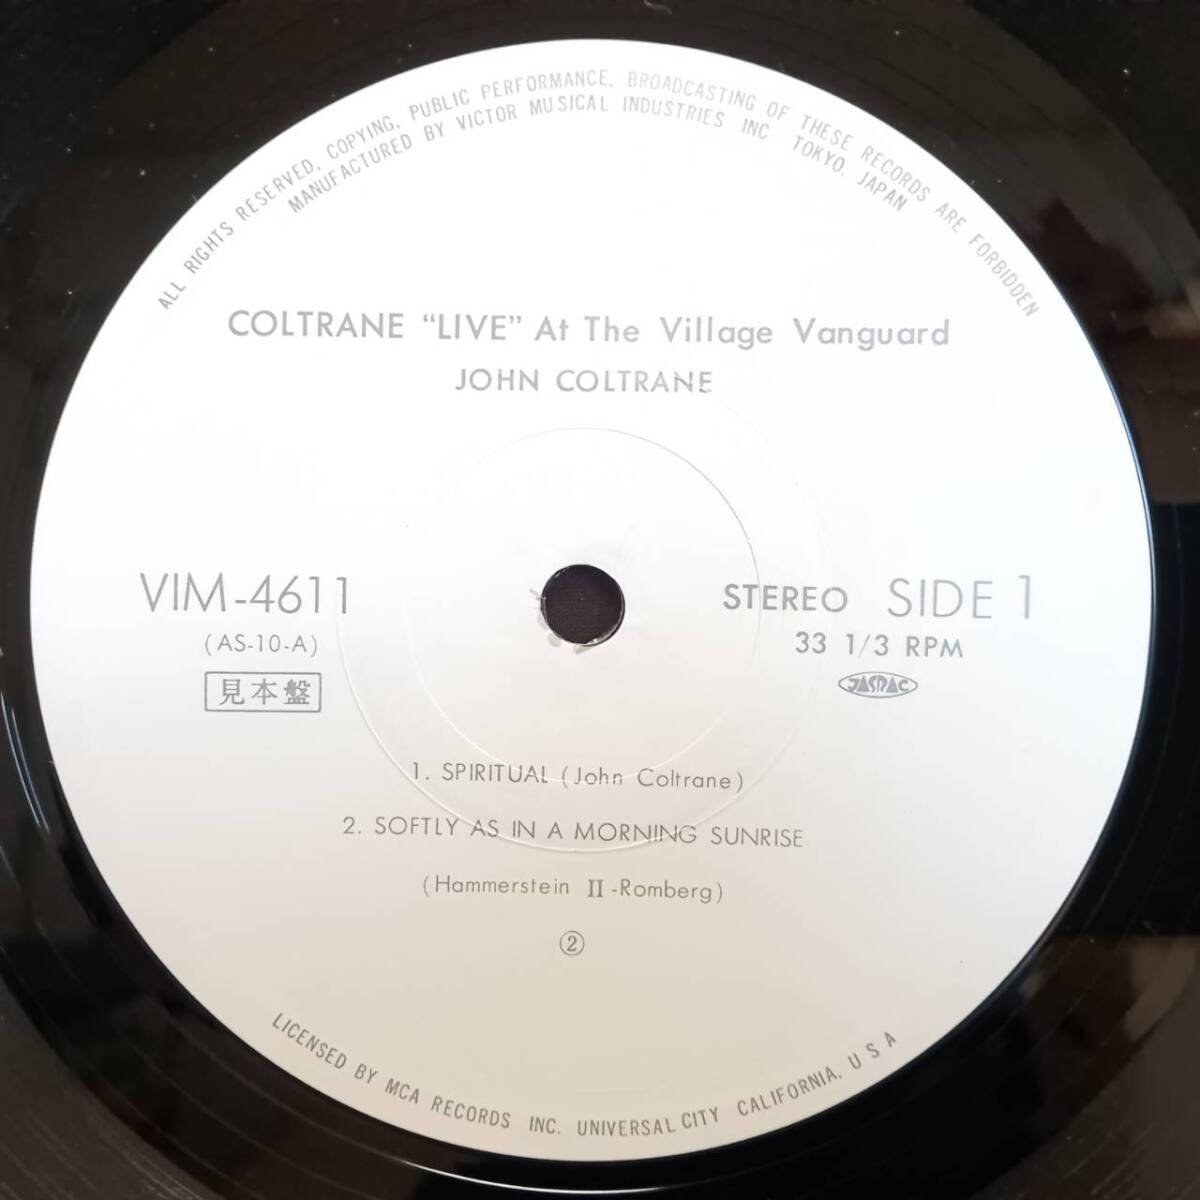 ALL RIGHTS RESERVED. COPYING, PUBLIC PERFORMANCE, BROADCASTING OF THESE RECORDS ARE FORBIDDEN
MANUFACTURED BY VICTOR MUSICAL INDUSTRIES INC TOKYO, JAPAN
COLTRANE “LIVE” At The Village Vanguard
JOHN COLTRANE
VIM-4611
(AS-10-A)
見本盤
STEREO SIDE 1
33 1/3 RPM
JASRAC
1. SPIRITUAL (John Coltrane)
2. SOFTLY AS IN A MORNING SUNRISE
(Hammerstein II -Romberg)
②
LICENSED BY MCA RECORDS INC. UNIVERSAL CITY CALIFORNIA, U S A